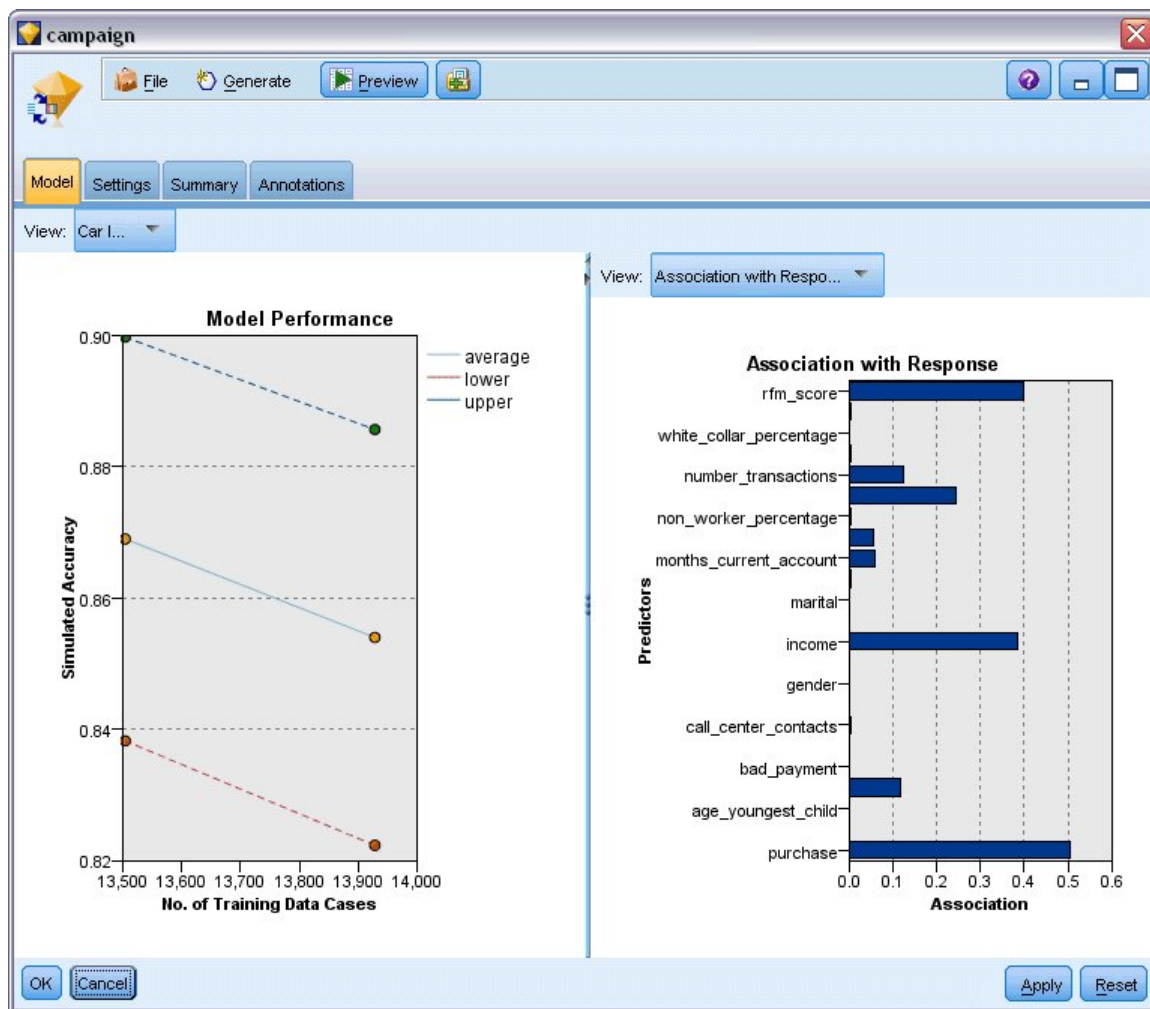 campaign
File Generate Preview
Model Settings Summary Annotations
View: Car I...
View: Association with Respo...
Model Performance
0.90
0.88
0.86
0.84
0.82
Simulated Accuracy
13,500 13,600 13,700 13,800 13,900 14,000
No. of Training Data Cases
average
lower
upper
Association with Response
rfm_score
white_collar_percentage
number_transactions
non_worker_percentage
months_current_account
marital
income
gender
call_center_contacts
bad_payment
age_youngest_child
purchase
Predictors
0.0 0.1 0.2 0.3 0.4 0.5 0.6
Association
OK Cancel Apply Reset